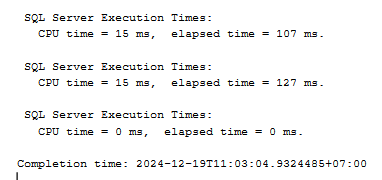 SQL Server Execution Times:
CPU time = 15 ms,  elapsed time = 107 ms.
SQL Server Execution Times:
CPU time = 15 ms,  elapsed time = 127 ms.
SQL Server Execution Times:
CPU time = 0 ms,  elapsed time = 0 ms.
Completion time: 2024-12-19T11:03:04.9324485+07:00